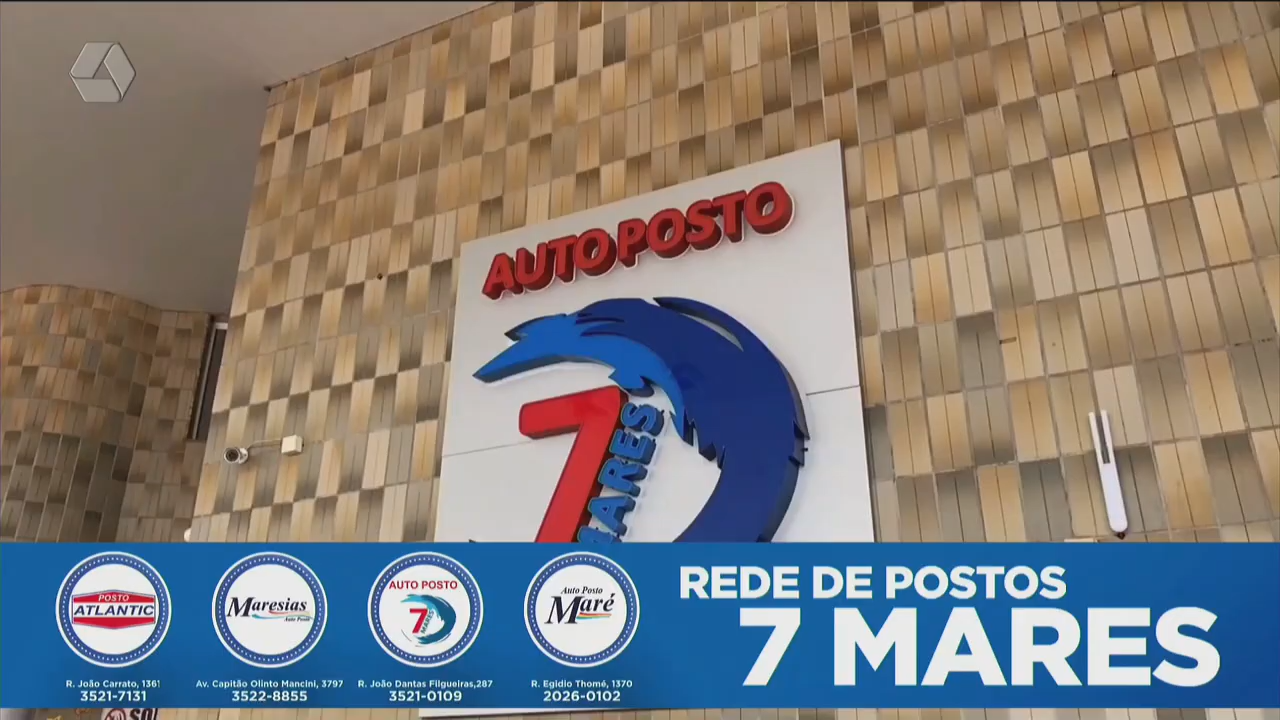 AUTO POSTO
7
MARES
POSTO
ATLANTIC
R. João Carrato, 1361
3521-7131
Maresias
Auto Posto
Av. Capitão Olinto Mancini, 3797
3522-8855
AUTO POSTO
7
MARES
R. João Dantas Filgueiras,287
3521-0109
Auto Posto
Maré
R. Egidio Thomé, 1370
2026-0102
REDE DE POSTOS
7 MARES